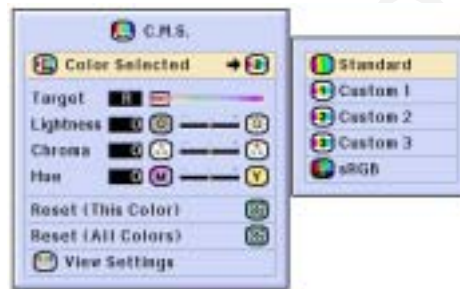 C.M.S.
Color Selected
Target R
Lightness 0
Chroma 0
Hue 0 M Y
Reset (This Color)
Reset (All Colors)
View Settings
Standard
Custom 1
Custom 2
Custom 3
sRGB